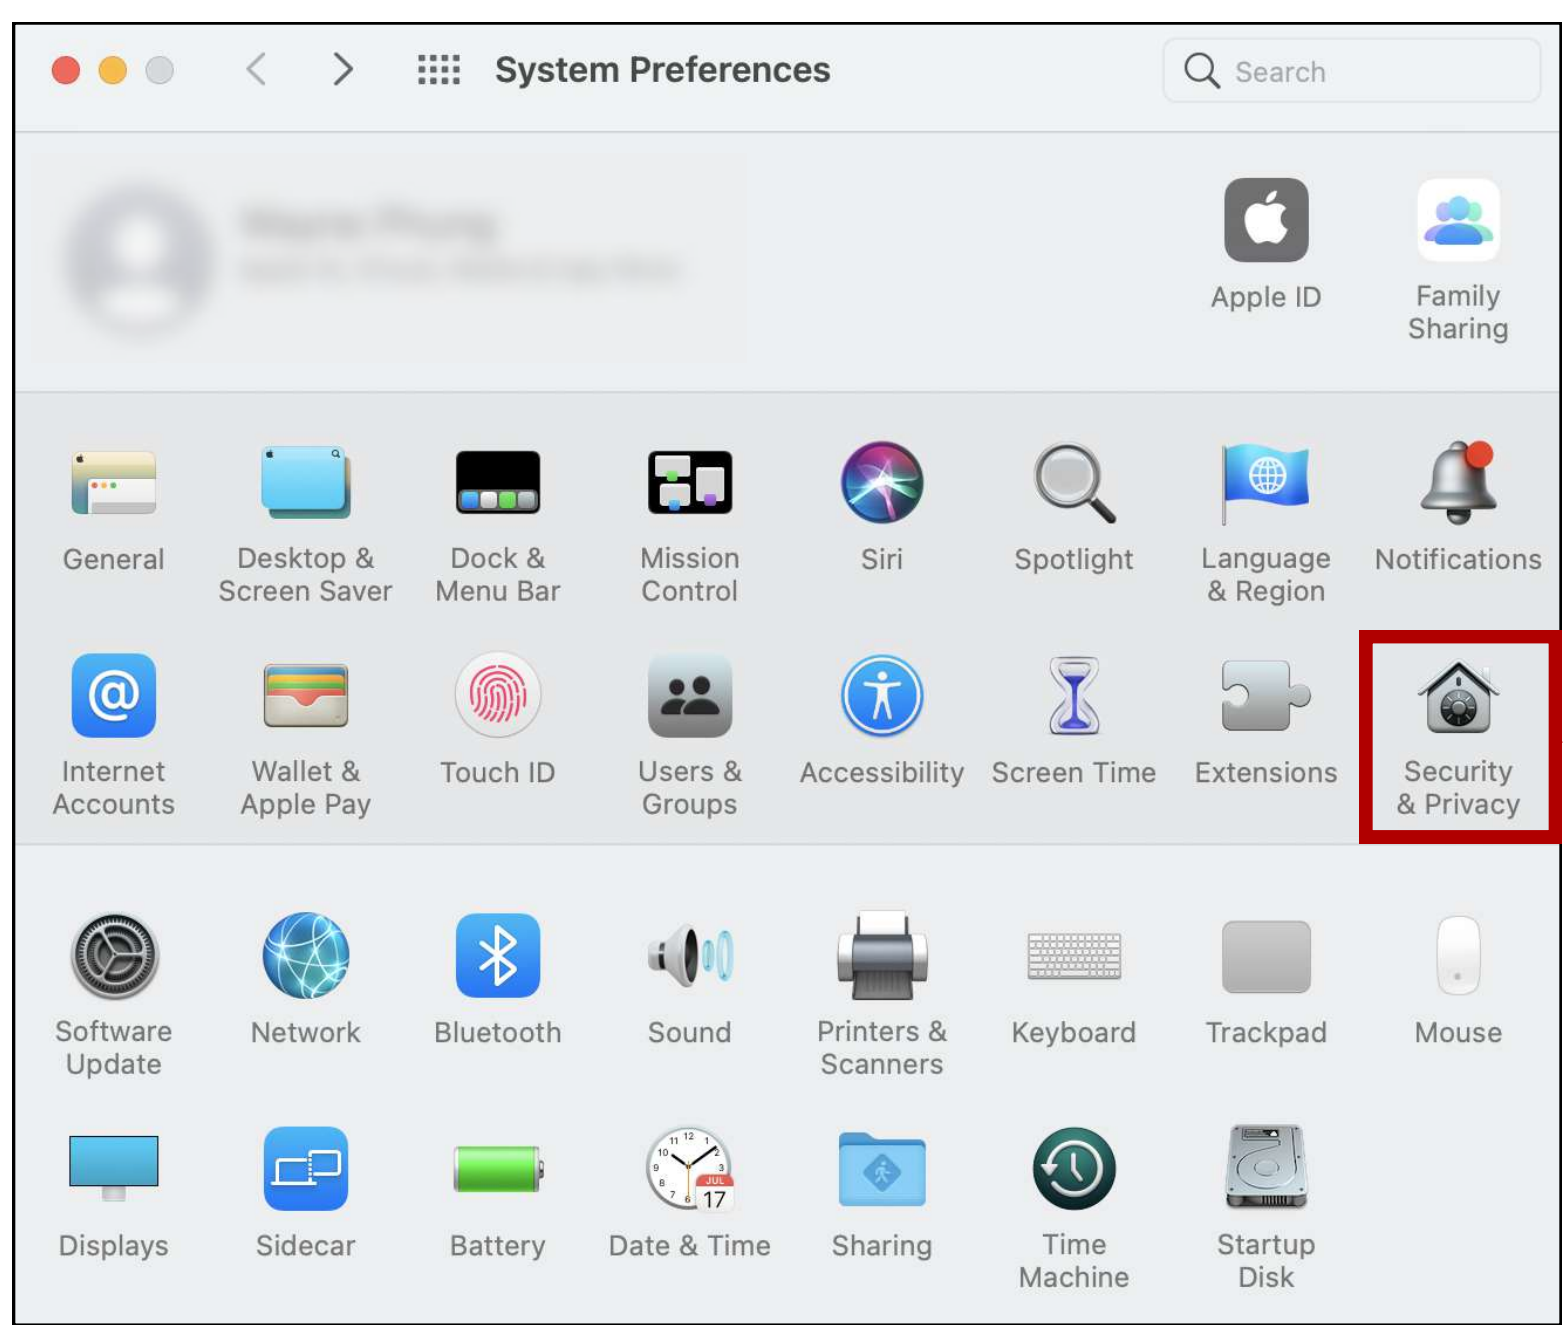 System Preferences
Search
Apple ID
Family
Sharing
General
Desktop &
Screen Saver
Dock &
Menu Bar
Mission
Control
Siri
Spotlight
Language
& Region
Notifications
Internet
Accounts
Wallet &
Apple Pay
Touch ID
Users &
Groups
Accessibility
Screen Time
Extensions
Security
& Privacy
Software
Update
Network
Bluetooth
Sound
Printers &
Scanners
Keyboard
Trackpad
Mouse
Displays
Sidecar
Battery
JUL
17
Date & Time
Sharing
Time
Machine
Startup
Disk